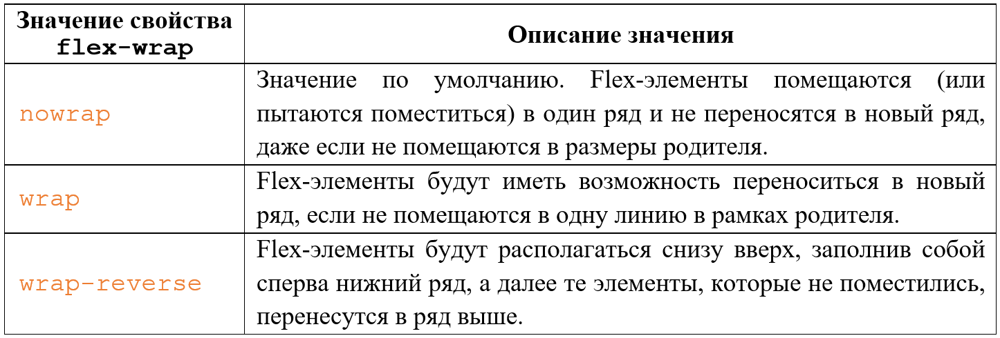 Значение свойства
flex-wrap
Описание значения
nowrap
Значение по умолчанию. Flex-элементы помещаются (или
пытаются поместиться) в один ряд и не переносятся в новый ряд,
даже если не помещаются в размеры родителя.
wrap
Flex-элементы будут иметь возможность переноситься в новый
ряд, если не помещаются в одну линию в рамках родителя.
wrap-reverse
Flex-элементы будут располагаться снизу вверх, заполнив собой
сперва нижний ряд, а далее те элементы, которые не поместились,
перенесутся в ряд выше.